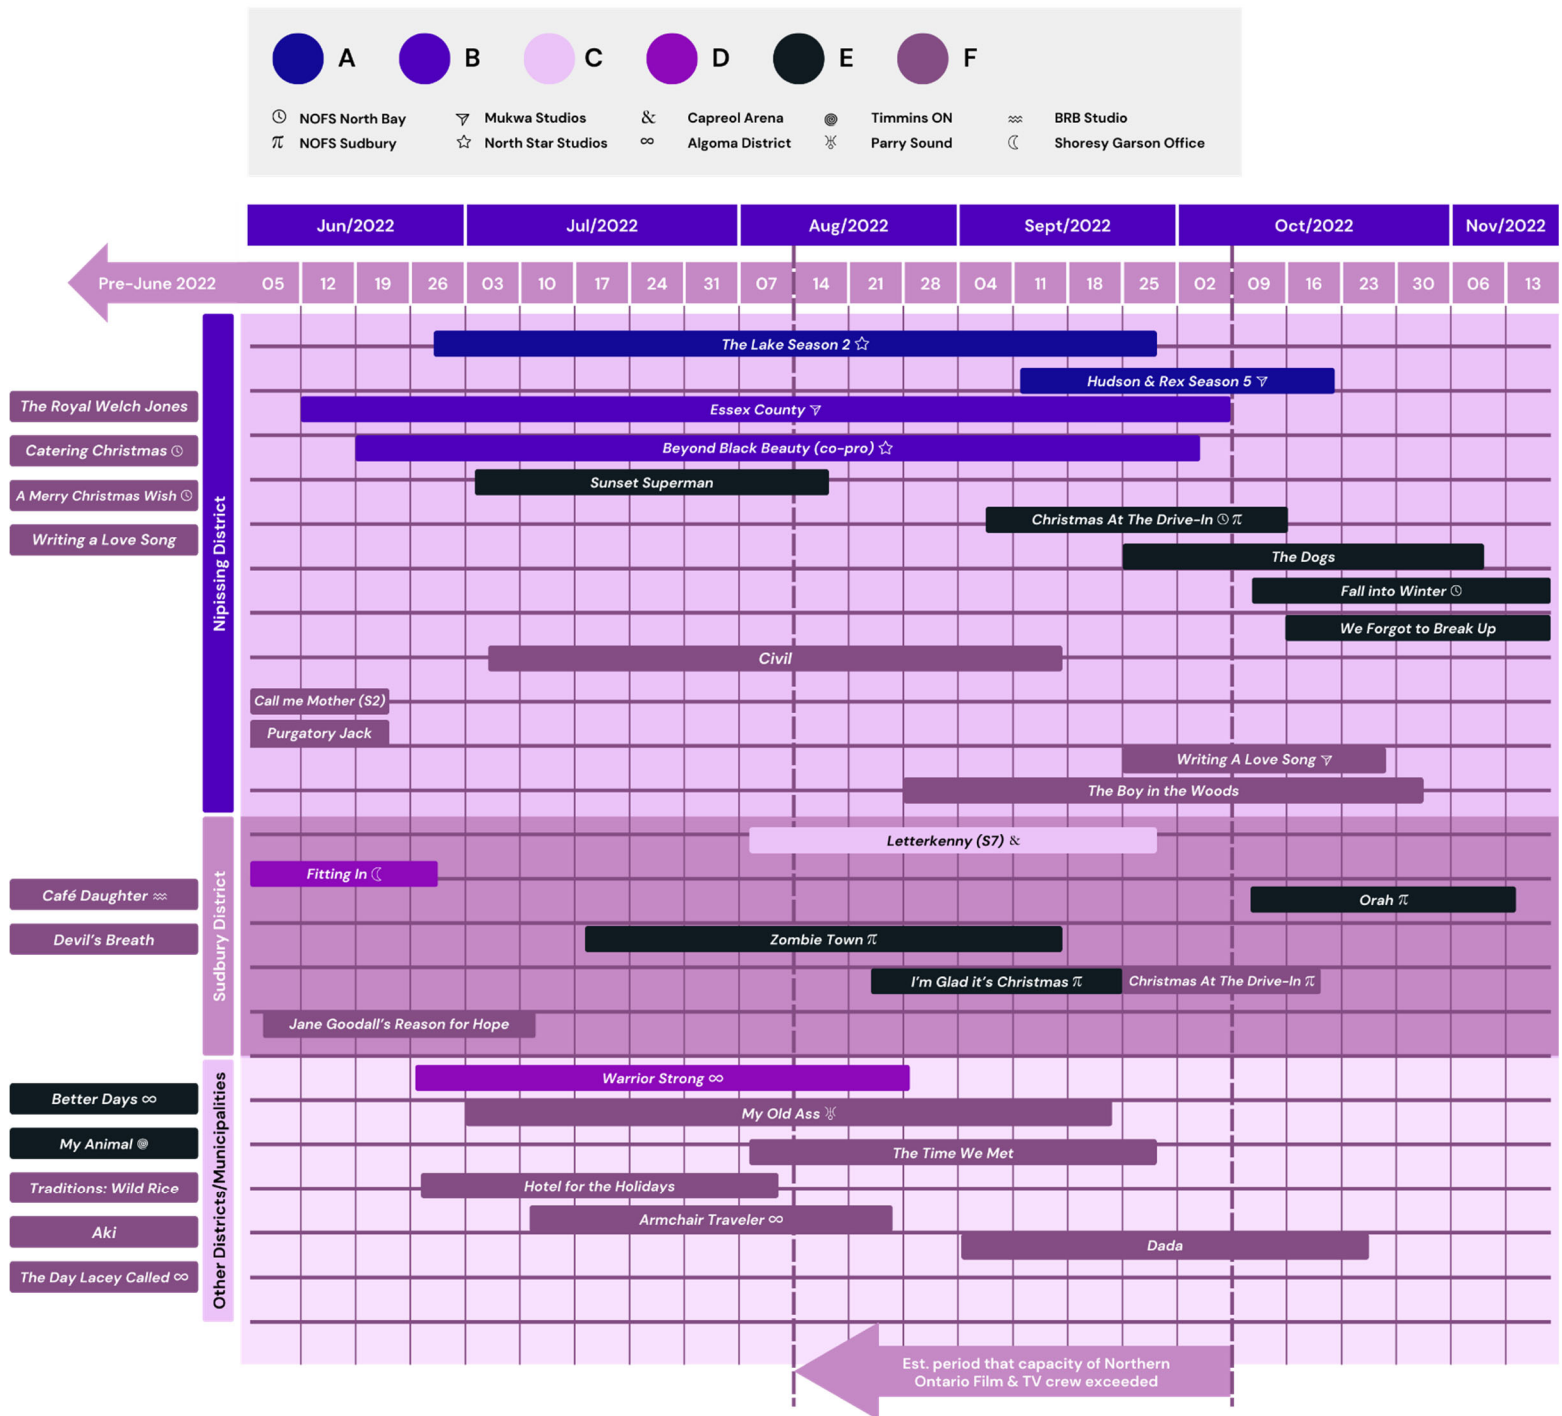 A B C D E F
NOFS North Bay Mukwa Studios & Capreol Arena Timmins ON BRB Studio
π NOFS Sudbury North Star Studios ∞ Algoma District Parry Sound Shoresy Garson Office
Jun/2022 Jul/2022 Aug/2022 Sept/2022 Oct/2022 Nov/2022
Pre-June 2022 05 12 19 26 03 10 17 24 31 07 14 21 28 04 11 18 25 02 09 16 23 30 06 13
Nipissing District
The Lake Season 2
Hudson & Rex Season 5
The Royal Welch Jones
Essex County
Catering Christmas
Beyond Black Beauty (co-pro)
A Merry Christmas Wish
Sunset Superman
Writing a Love Song
Christmas At The Drive-In π
The Dogs
Fall into Winter
We Forgot to Break Up
Civil
Call me Mother (S2)
Purgatory Jack
Writing A Love Song
The Boy in the Woods
Sudbury District
Letterkenny (S7) &
Fitting In
Café Daughter
Orah π
Devil's Breath
Zombie Town π
I'm Glad it's Christmas π
Christmas At The Drive-In π
Jane Goodall's Reason for Hope
Other Districts/Municipalities
Warrior Strong ∞
Better Days ∞
My Old Ass
My Animal
The Time We Met
Traditions: Wild Rice
Hotel for the Holidays
Aki
Armchair Traveler ∞
Dada
The Day Lacey Called ∞
Est. period that capacity of Northern
Ontario Film & TV crew exceeded